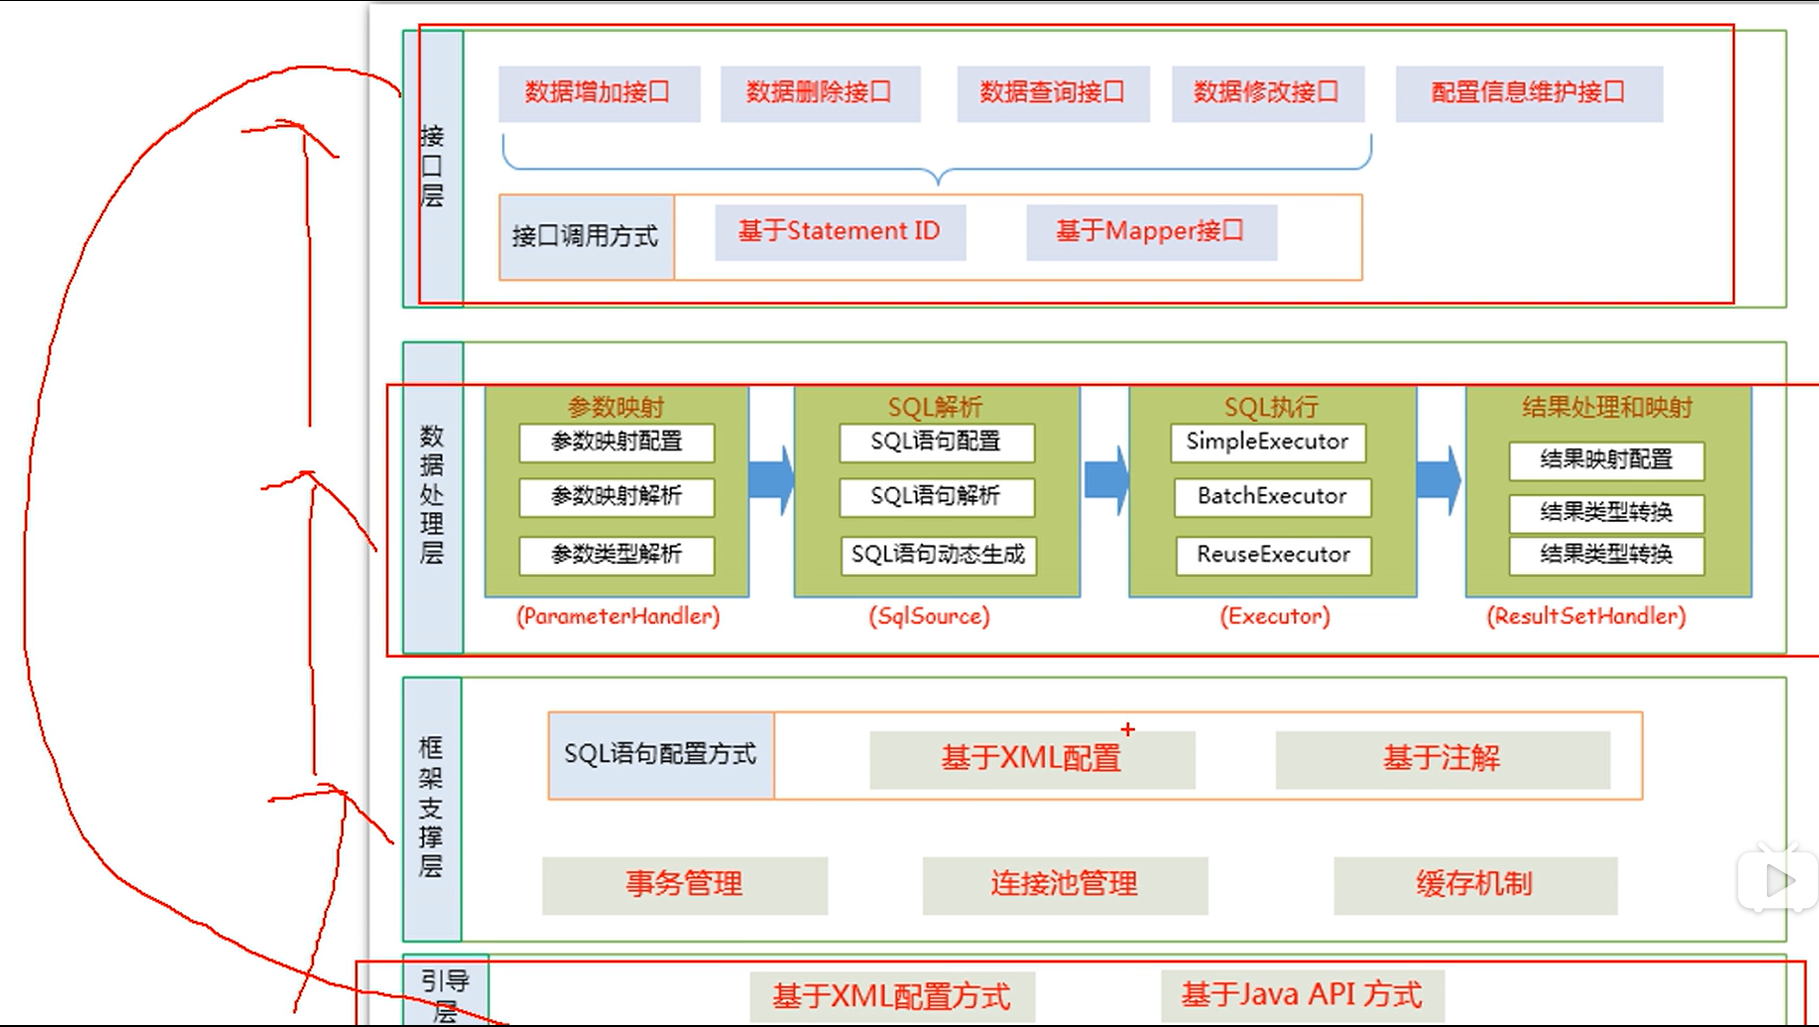 接口层
数据增加接口 数据删除接口 数据查询接口 数据修改接口 配置信息维护接口
接口调用方式 基于Statement ID 基于Mapper接口
数据处理层
参数映射
参数映射配置
参数映射解析
参数类型解析
(ParameterHandler)
SQL解析
SQL语句配置
SQL语句解析
SQL语句动态生成
(SqlSource)
SQL执行
SimpleExecutor
BatchExecutor
ReuseExecutor
(Executor)
结果处理和映射
结果映射配置
结果类型转换
结果类型转换
(ResultSetHandler)
框架支撑层
SQL语句配置方式 基于XML配置 基于注解
事务管理 连接池管理 缓存机制
引导层
基于XML配置方式 基于Java API 方式